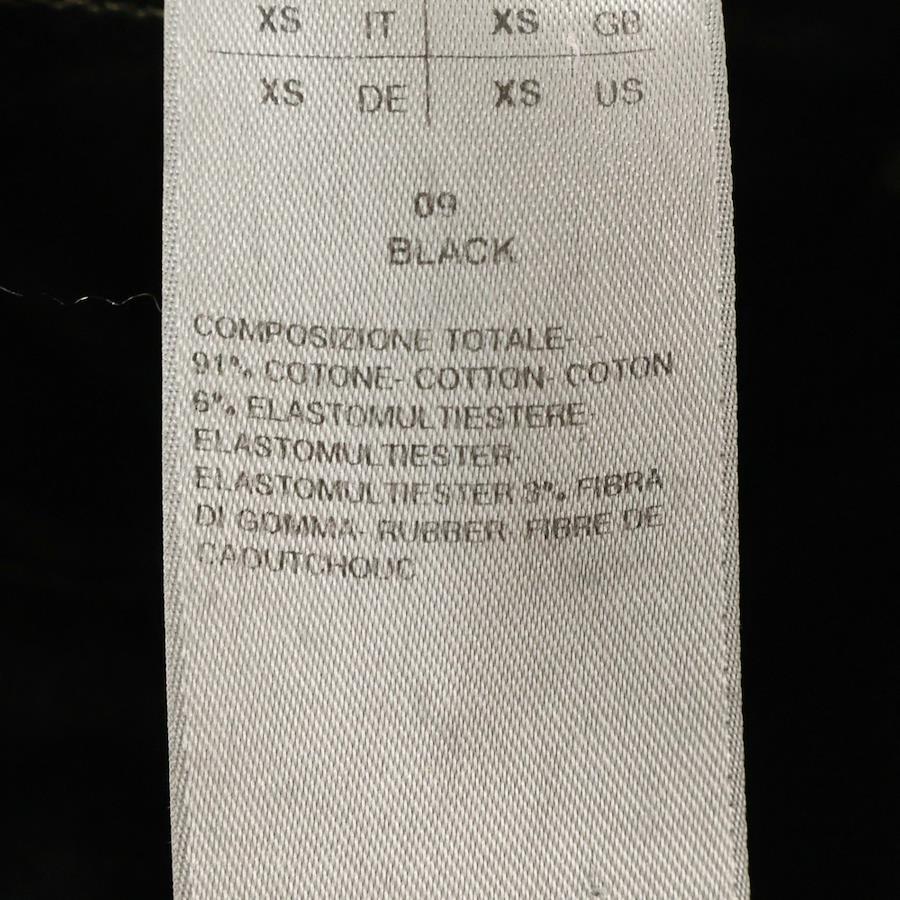 XS IT XS GB
XS DE XS US
09
BLACK
COMPOSIZIONE TOTALE- -
91% COTONE- COTTON- COTON
6% ELASTOMULTIESTERE-
ELASTOMULTIESTER-
ELASTOMULTIESTER 3% FIBRA
DI GOMMA- RUBBER FIBRE DE
CAOUTCHOUC